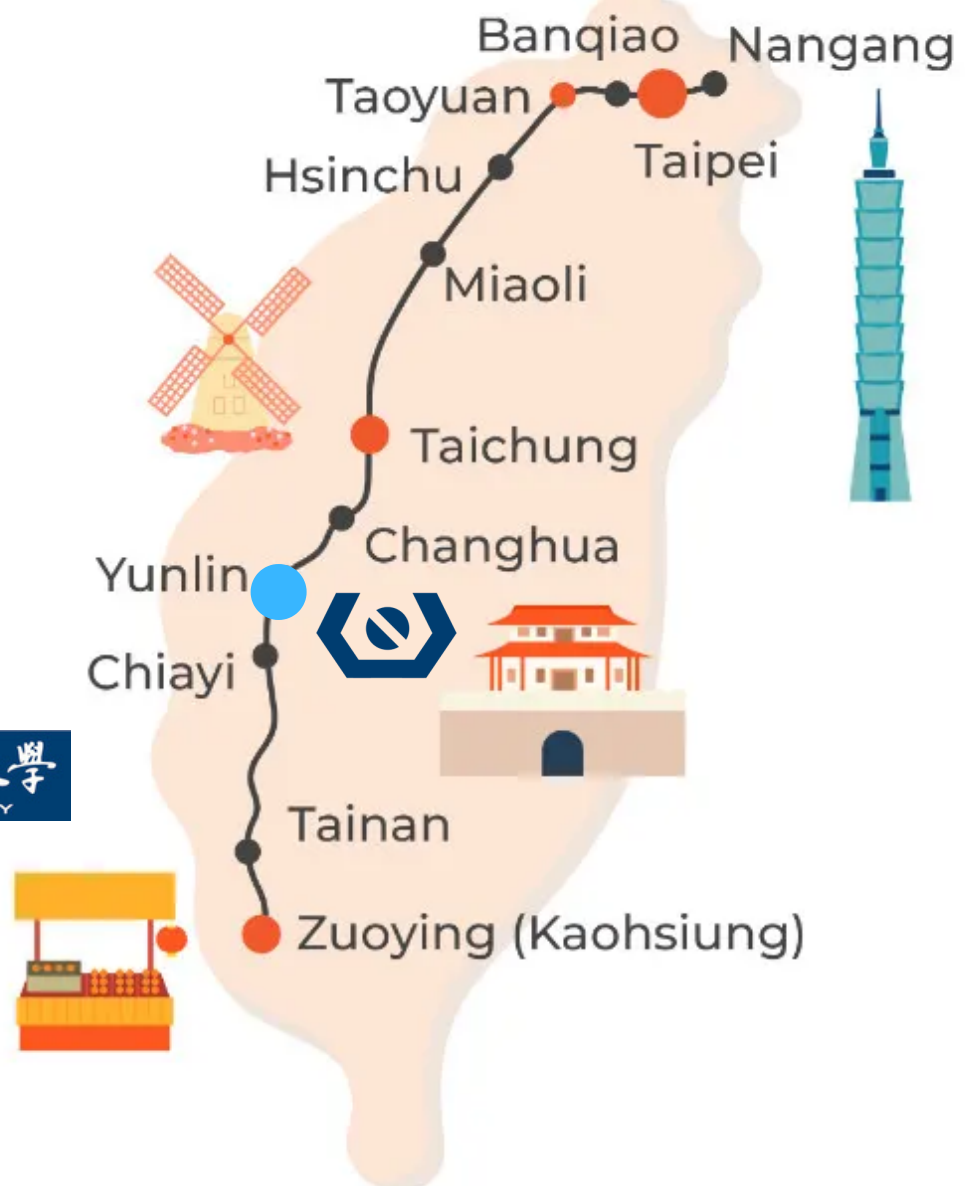 Banqiao
Nangang
Taoyuan
Taipei
Hsinchu
Miaoli
Taichung
Changhua
Yunlin
Chiayi
學
Y
Tainan
Zuoying (Kaohsiung)